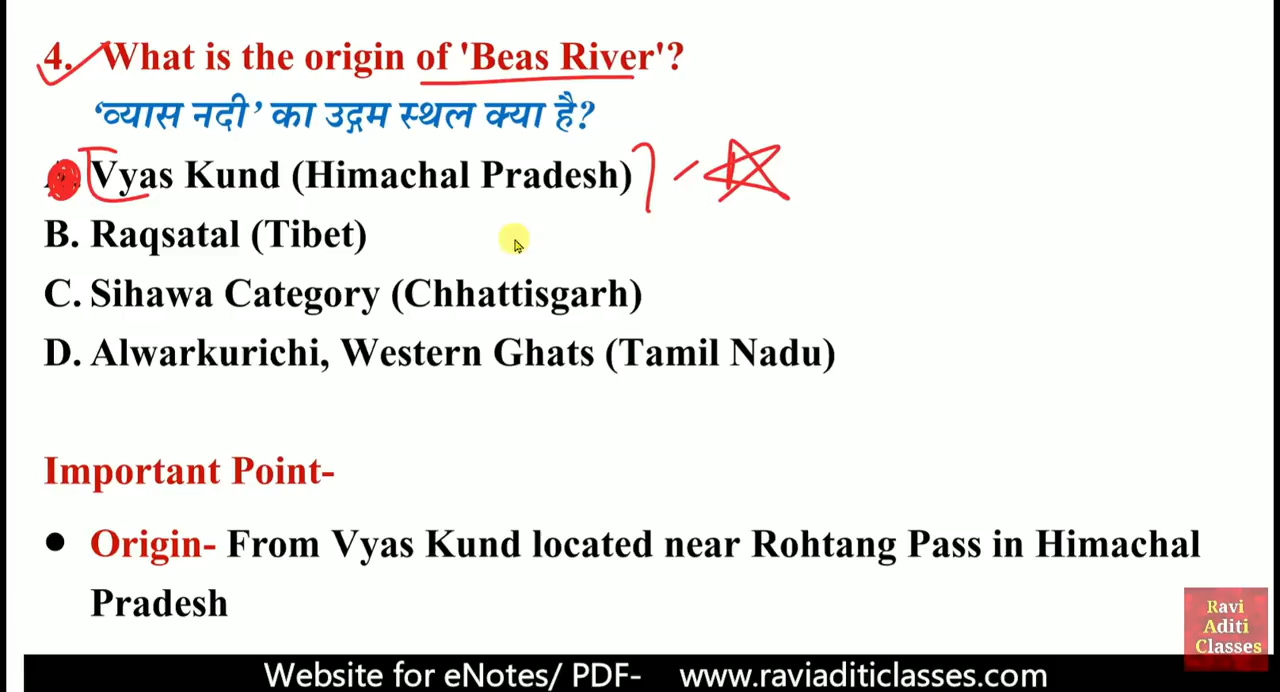 4. What is the origin of 'Beas River'?
‘व्यास नदी’ का उद्गम स्थल क्या है?
Vyas Kund (Himachal Pradesh)
B. Raqsatal (Tibet)
C. Sihawa Category (Chhattisgarh)
D. Alwarkurichi, Western Ghats (Tamil Nadu)
Important Point-
● Origin- From Vyas Kund located near Rohtang Pass in Himachal
Pradesh
Ravi
Aditi
Classes
Website for eNotes/ PDF- www.raviaditiclasses.com